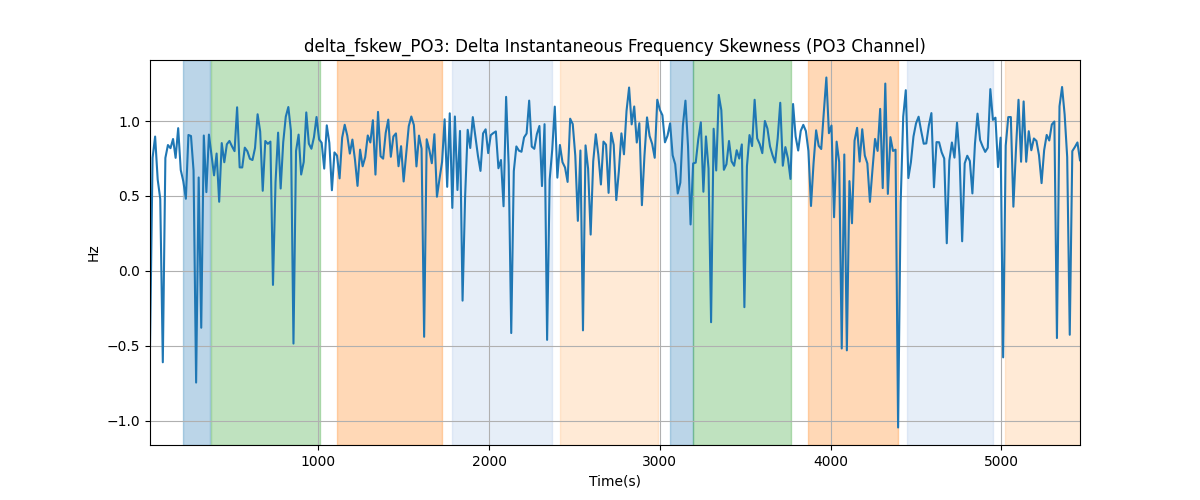 delta_fskew_PO3: Delta Instantaneous Frequency Skewness (PO3 Channel)
Hz
1.0
0.5
0.0
−0.5
−1.0
1000 2000 3000 4000 5000
Time(s)